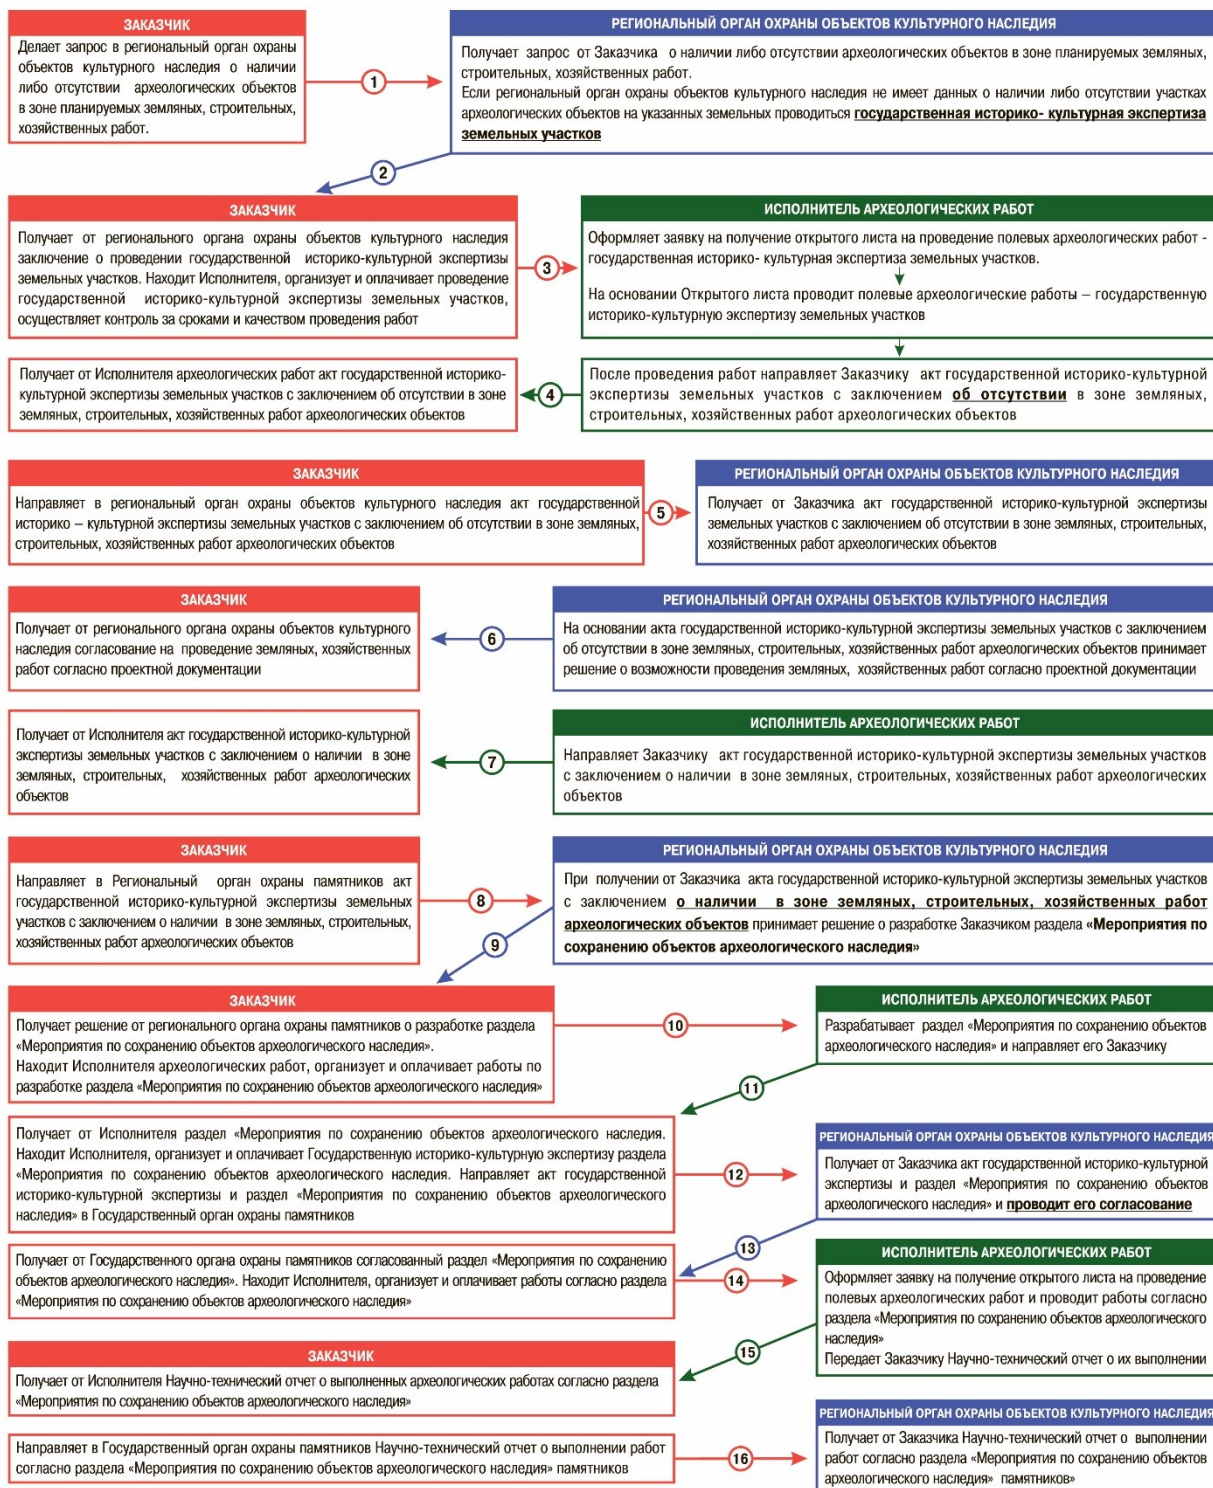 ЗАКАЗЧИК
Делает запрос в региональный орган охраны
объектов культурного наследия о наличии
либо отсутствии археологических объектов
в зоне планируемых земляных, строительных,
хозяйственных работ.
1
РЕГИОНАЛЬНЫЙ ОРГАН ОХРАНЫ ОБЪЕКТОВ КУЛЬТУРНОГО НАСЛЕДИЯ
Получает запрос от Заказчика о наличии либо отсутствии археологических объектов в зоне планируемых земляных,
строительных, хозяйственных работ.
Если региональный орган охраны объектов культурного наследия не имеет данных о наличии либо отсутствии участках
археологических объектов на указанных земельных проводиться государственная историко- культурная экспертиза
земельных участков
2
ЗАКАЗЧИК
Получает от регионального органа охраны объектов культурного наследия
заключение о проведении государственной историко-культурной экспертизы
земельных участков. Находит Исполнителя, организует и оплачивает проведение
государственной историко-культурной экспертизы земельных участков,
осуществляет контроль за сроками и качеством проведения работ
3
ИСПОЛНИТЕЛЬ АРХЕОЛОГИЧЕСКИХ РАБОТ
Оформляет заявку на получение открытого листа на проведение полевых археологических работ -
государственная историко- культурная экспертиза земельных участков.
На основании Открытого листа проводит полевые археологические работы – государственную
историко-культурную экспертизу земельных участков
Получает от Исполнителя археологических работ акт государственной историко-
культурной экспертизы земельных участков с заключением об отсутствии в зоне
земляных, строительных, хозяйственных работ археологических объектов
4
После проведения работ направляет Заказчику акт государственной историко-культурной
экспертизы земельных участков с заключением об отсутствии в зоне земляных,
строительных, хозяйственных работ археологических объектов
ЗАКАЗЧИК
Направляет в региональный орган охраны объектов культурного наследия акт государственной
историко – культурной экспертизы земельных участков с заключением об отсутствии в зоне земляных,
строительных, хозяйственных работ археологических объектов
5
РЕГИОНАЛЬНЫЙ ОРГАН ОХРАНЫ ОБЪЕКТОВ КУЛЬТУРНОГО НАСЛЕДИЯ
Получает от Заказчика акт государственной историко-культурной экспертизы
земельных участков с заключением об отсутствии в зоне земляных, строительных,
хозяйственных работ археологических объектов
ЗАКАЗЧИК
Получает от регионального органа охраны объектов культурного
наследия согласование на проведение земляных, хозяйственных
работ согласно проектной документации
6
РЕГИОНАЛЬНЫЙ ОРГАН ОХРАНЫ ОБЪЕКТОВ КУЛЬТУРНОГО НАСЛЕДИЯ
На основании акта государственной историко-культурной экспертизы земельных участков с заключением
об отсутствии в зоне земляных, строительных, хозяйственных работ археологических объектов принимает
решение о возможности проведения земляных, хозяйственных работ согласно проектной документации
Получает от Исполнителя акт государственной историко-культурной
экспертизы земельных участков с заключением о наличии в зоне
земляных, строительных, хозяйственных работ археологических
объектов
7
ИСПОЛНИТЕЛЬ АРХЕОЛОГИЧЕСКИХ РАБОТ
Направляет Заказчику акт государственной историко-культурной экспертизы земельных участков
с заключением о наличии в зоне земляных, строительных, хозяйственных работ археологических
объектов
ЗАКАЗЧИК
Направляет в Региональный орган охраны памятников акт
государственной историко-культурной экспертизы земельных
участков с заключением о наличии в зоне земляных, строительных,
хозяйственных работ археологических объектов
8
РЕГИОНАЛЬНЫЙ ОРГАН ОХРАНЫ ОБЪЕКТОВ КУЛЬТУРНОГО НАСЛЕДИЯ
При получении от Заказчика акта государственной историко-культурной экспертизы земельных участков
с заключением о наличии в зоне земляных, строительных, хозяйственных работ
археологических объектов принимает решение о разработке Заказчиком раздела «Мероприятия по
сохранению объектов археологического наследия»
9
ЗАКАЗЧИК
Получает решение от регионального органа охраны памятников о разработке раздела
«Мероприятия по сохранению объектов археологического наследия».
Находит Исполнителя археологических работ, организует и оплачивает работы по
разработке раздела «Мероприятия по сохранению объектов археологического наследия»
10
ИСПОЛНИТЕЛЬ АРХЕОЛОГИЧЕСКИХ РАБОТ
Разрабатывает раздел «Мероприятия по сохранению объектов
археологического наследия» и направляет его Заказчику
11
Получает от Исполнителя раздел «Мероприятия по сохранению объектов археологического наследия.
Находит Исполнителя, организует и оплачивает Государственную историко-культурную экспертизу раздела
«Мероприятия по сохранению объектов археологического наследия. Направляет акт государственной
историко-культурной экспертизы и раздел «Мероприятия по сохранению объектов археологического
наследия» в Государственный орган охраны памятников
12
РЕГИОНАЛЬНЫЙ ОРГАН ОХРАНЫ ОБЪЕКТОВ КУЛЬТУРНОГО НАСЛЕДИЯ
Получает от Заказчика акт государственной историко-культурной
экспертизы и раздел «Мероприятия по сохранению объектов
археологического наследия» и проводит его согласование
13
Получает от Государственного органа охраны памятников согласованный раздел «Мероприятия по сохранению
объектов археологического наследия». Находит Исполнителя, организует и оплачивает работы согласно раздела
«Мероприятия по сохранению объектов археологического наследия»
14
ИСПОЛНИТЕЛЬ АРХЕОЛОГИЧЕСКИХ РАБОТ
Оформляет заявку на получение открытого листа на проведение
полевых археологических работ и проводит работы согласно
раздела «Мероприятия по сохранению объектов археологического
наследия»
Передает Заказчику Научно-технический отчет о их выполнении
15
ЗАКАЗЧИК
Получает от Исполнителя Научно-технический отчет о выполненных археологических работах согласно раздела
«Мероприятия по сохранению объектов археологического наследия»
Направляет в Государственный орган охраны памятников Научно-технический отчет о выполнении работ
согласно раздела «Мероприятия по сохранению объектов археологического наследия» памятников
16
РЕГИОНАЛЬНЫЙ ОРГАН ОХРАНЫ ОБЪЕКТОВ КУЛЬТУРНОГО НАСЛЕДИЯ
Получает от Заказчика Научно-технический отчет о выполнении
работ согласно раздела «Мероприятия по сохранению объектов
археологического наследия» памятников»